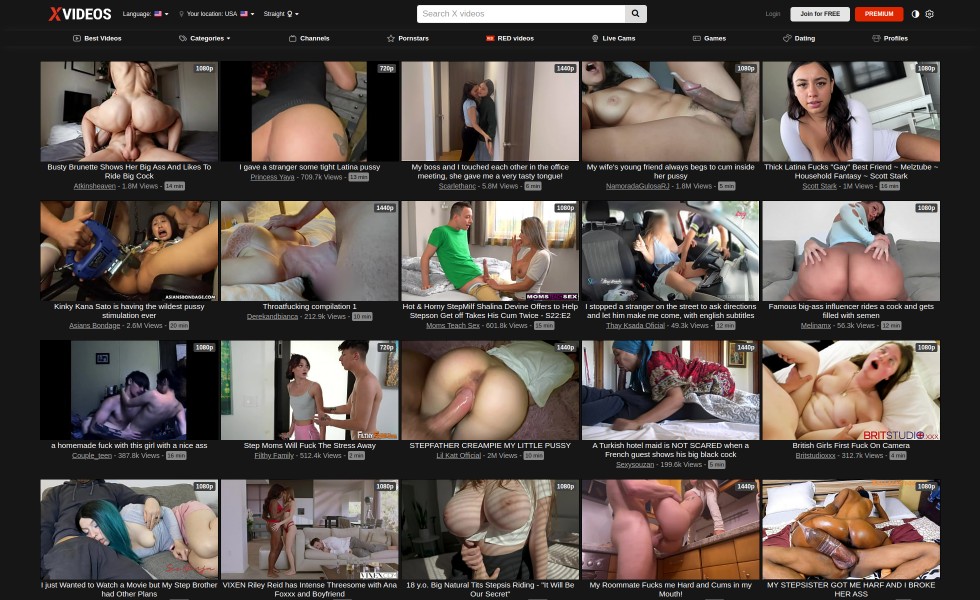 XVIDEOS
Language:
Your location: USA
Straight
Search X videos
Login
Join for FREE
PREMIUM
Best Videos
Categories
Channels
Pornstars
RED videos
Live Cams
Games
Dating
Profiles
1080p
720p
1440p
1080p
1080p
Busty Brunette Shows Her Big Ass And Likes To
Ride Big Cock
Atkinsheaven - 1.8M Views - 14 min
I gave a stranger some tight Latina pussy
Princess Yaya - 709.7k Views - 13 min
My boss and I touched each other in the office
meeting, she gave me a very tasty tongue!
Scarlethanc - 5.8M Views - 6 min
My wife's young friend always begs to cum inside
her pussy
NamoradaGulosaRJ - 1.8M Views - 5 min
Thick Latina Fucks "Gay" Best Friend ~ Melztube ~
Household Fantasy ~ Scott Stark
Scott Stark - 1M Views - 16 min
ASIANSBONDAGE.COM
1440p
1080p
MOMS SEX
1080p
Kinky Kana Sato is having the wildest pussy
stimulation ever
Asians Bondage - 2.6M Views - 20 min
Throatfucking compilation 1
Derekandbianca - 212.9k Views - 10 min
Hot & Horny StepMilf Shalina Devine Offers to Help
Stepson Get off Takes His Cum Twice - S22:E2
Moms Teach Sex - 601.8k Views - 15 min
I stopped a stranger on the street to ask directions
and let him make me come, with english subtitles
Thay Ksada Oficial - 49.3k Views - 12 min
Famous big-ass influencer rides a cock and gets
filled with semen
Melinamx - 56.3k Views - 12 min
1080p
720p
1440p
1440p
1080p
BRITSTUDIO.xxx
a homemade fuck with this girl with a nice ass
Couple_teen - 387.8k Views - 16 min
Step Moms Will Fuck The Stress Away
Filthy Family - 512.4k Views - 2 min
STEPFATHER CREAMPIE MY LITTLE PUSSY
Lil Katt Official - 2M Views - 10 min
A Turkish hotel maid is NOT SCARED when a
French guest shows his big black cock
Sexysouzan - 199.6k Views - 5 min
British Girls First Fuck On Camera
Britstudioxxx - 312.7k Views - 4 min
1080p
1080p
VIXEN
1080p
1440p
1080p
I just Wanted to Watch a Movie but My Step Brother
had Other Plans
VIXEN Riley Reid has Intense Threesome with Ana
Foxxx and Boyfriend
18 y.o. Big Natural Tits Stepsis Riding - "It Will Be
Our Secret"
My Roommate Fucks me Hard and Cums in my
Mouth!
MY STEPSISTER GOT ME HARF AND I BROKE
HER ASS